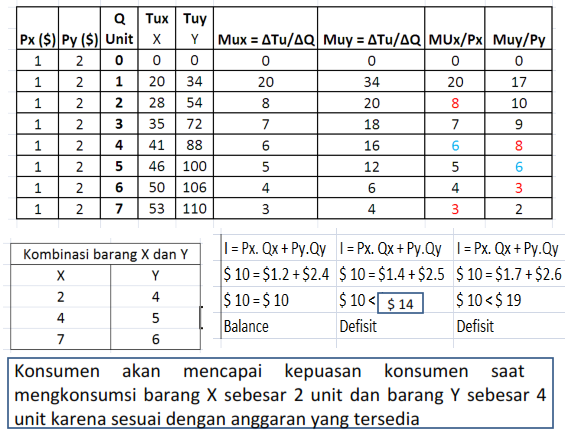 Q Tux Tuy
Px ($) Py ($) Unit X Y Mux = ΔTu/ΔQ Muy = ΔTu/ΔQ MUx/Px Muy/Py
1 2 0 0 0 0 0 0 0
1 2 1 20 34 20 34 20 17
1 2 2 28 54 8 20 8 10
1 2 3 35 72 7 18 7 9
1 2 4 41 88 6 16 6 8
1 2 5 46 100 5 12 5 6
1 2 6 50 106 4 6 4 3
1 2 7 53 110 3 4 3 2
Kombinasi barang X dan Y
X Y
2 4
4 5
7 6
I = Px. Qx + Py.Qy I = Px. Qx + Py.Qy I = Px. Qx + Py.Qy
$ 10 = $1.2 + $2.4 $ 10 = $1.4 + $2.5 $ 10 = $1.7 + $2.6
$ 10 = $ 10 $ 10 < $ 14 $ 10 < $ 19
Balance Defisit Defisit
Konsumen akan mencapai kepuasan konsumen saat
mengkonsumsi barang X sebesar 2 unit dan barang Y sebesar 4
unit karena sesuai dengan anggaran yang tersedia